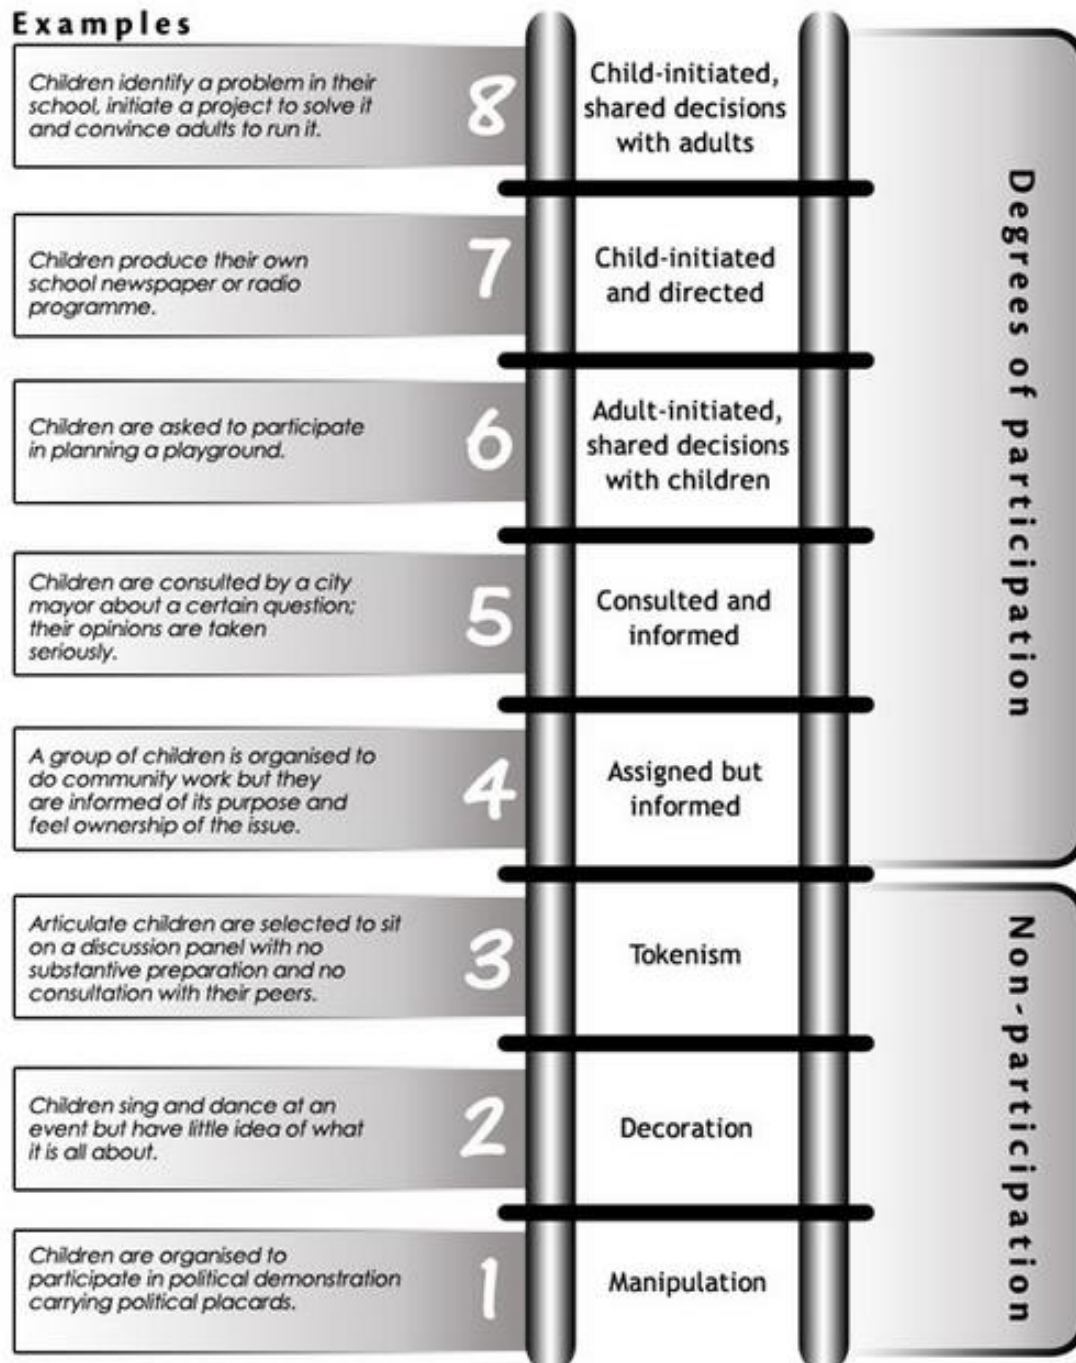 Examples
Children identify a problem in their
school, initiate a project to solve it
and convince adults to run it.
8
Child-initiated,
shared decisions
with adults
Children produce their own
school newspaper or radio
programme.
7
Child-initiated
and directed
Children are asked to participate
in planning a playground.
6
Adult-initiated,
shared decisions
with children
Children are consulted by a city
mayor about a certain question;
their opinions are taken
seriously.
5
Consulted and
informed
A group of children is organised to
do community work but they
are informed of its purpose and
feel ownership of the issue.
4
Assigned but
informed
Degrees of participation
Articulate children are selected to sit
on a discussion panel with no
substantive preparation and no
consultation with their peers.
3
Tokenism
Children sing and dance at an
event but have little idea of what
it is all about.
2
Decoration
Children are organised to
participate in political demonstration
carrying political placards.
1
Manipulation
Non-participation